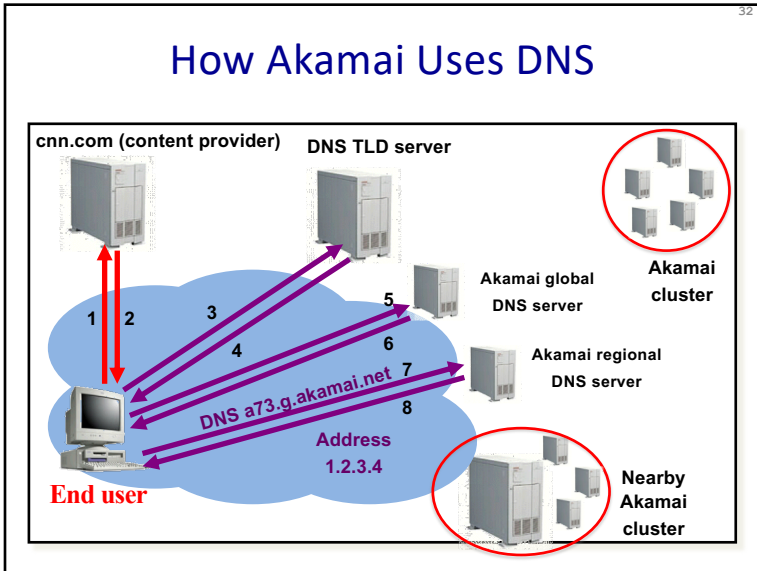 32
How Akamai Uses DNS
cnn.com (content provider)
DNS TLD server
Akamai
cluster
Akamai global
DNS server
1
2
3
4
5
6
Akamai regional
DNS server
7
DNS a73.g.akamai.net
8
Address
1.2.3.4
End user
Nearby
Akamai
cluster